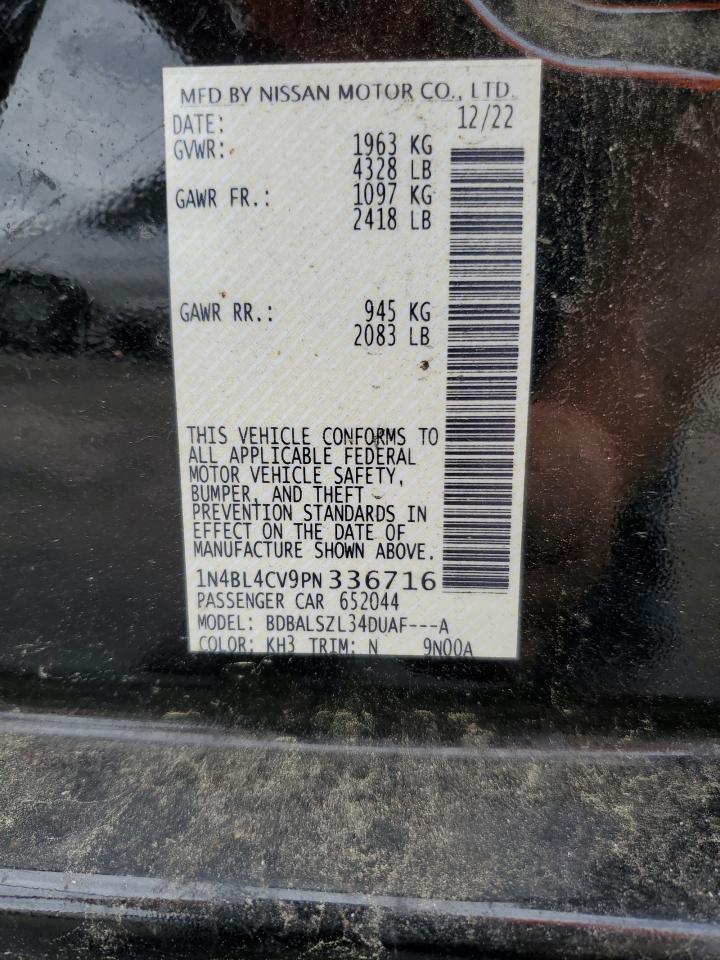 MFD BY NISSAN MOTOR CO., LTD.
DATE: 12/22
GVWR: 1963 KG
4328 LB
GAWR FR.: 1097 KG
2418 LB
GAWR RR.: 945 KG
2083 LB
THIS VEHICLE CONFORMS TO
ALL APPLICABLE FEDERAL
MOTOR VEHICLE SAFETY,
BUMPER, AND THEFT
PREVENTION STANDARDS IN
EFFECT ON THE DATE OF
MANUFACTURE SHOWN ABOVE.
1N4BL4CV9PN336716
PASSENGER CAR 652044
MODEL: BDBALSZL34DUAF---A
COLOR: KH3 TRIM: N 9N00A